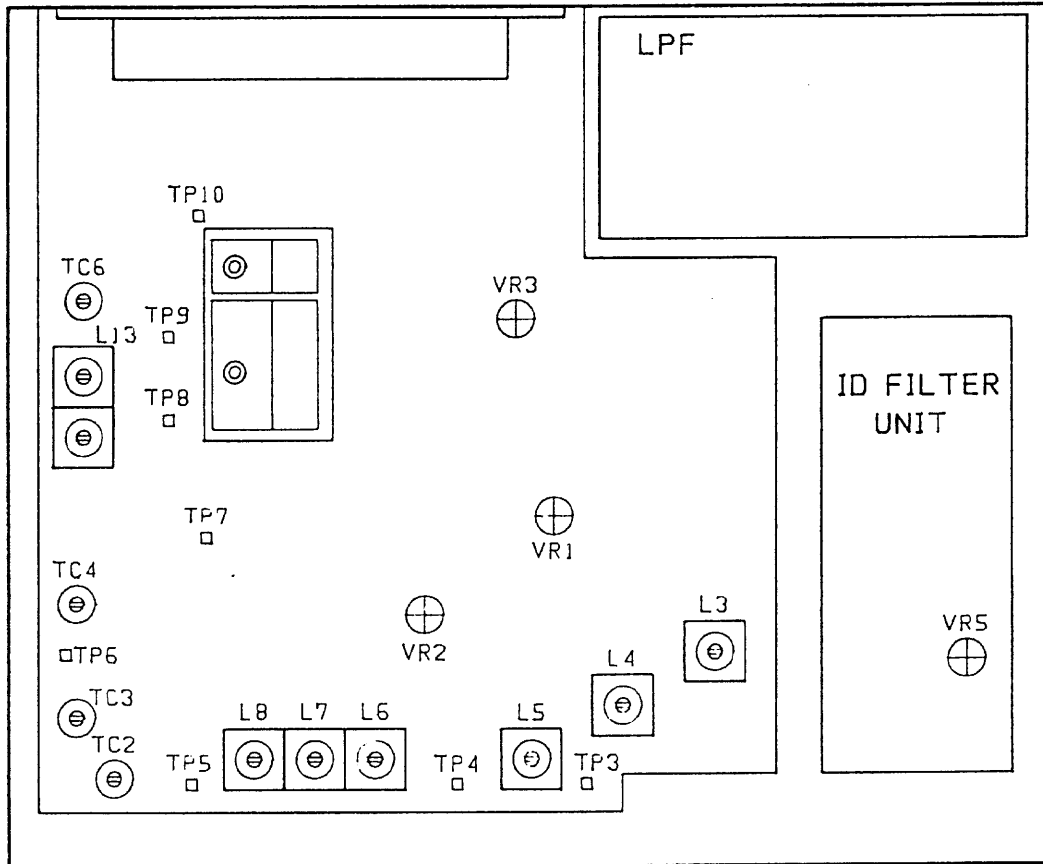 LPF
TP10
TC6
VR3
TP9
L13
ID FILTER
UNIT
TP8
TP7
VR1
TC4
L3
VR5
VR2
TP6
L4
TC3
L8 L7 L6 L5
TC2
TP5
TP4
TP3